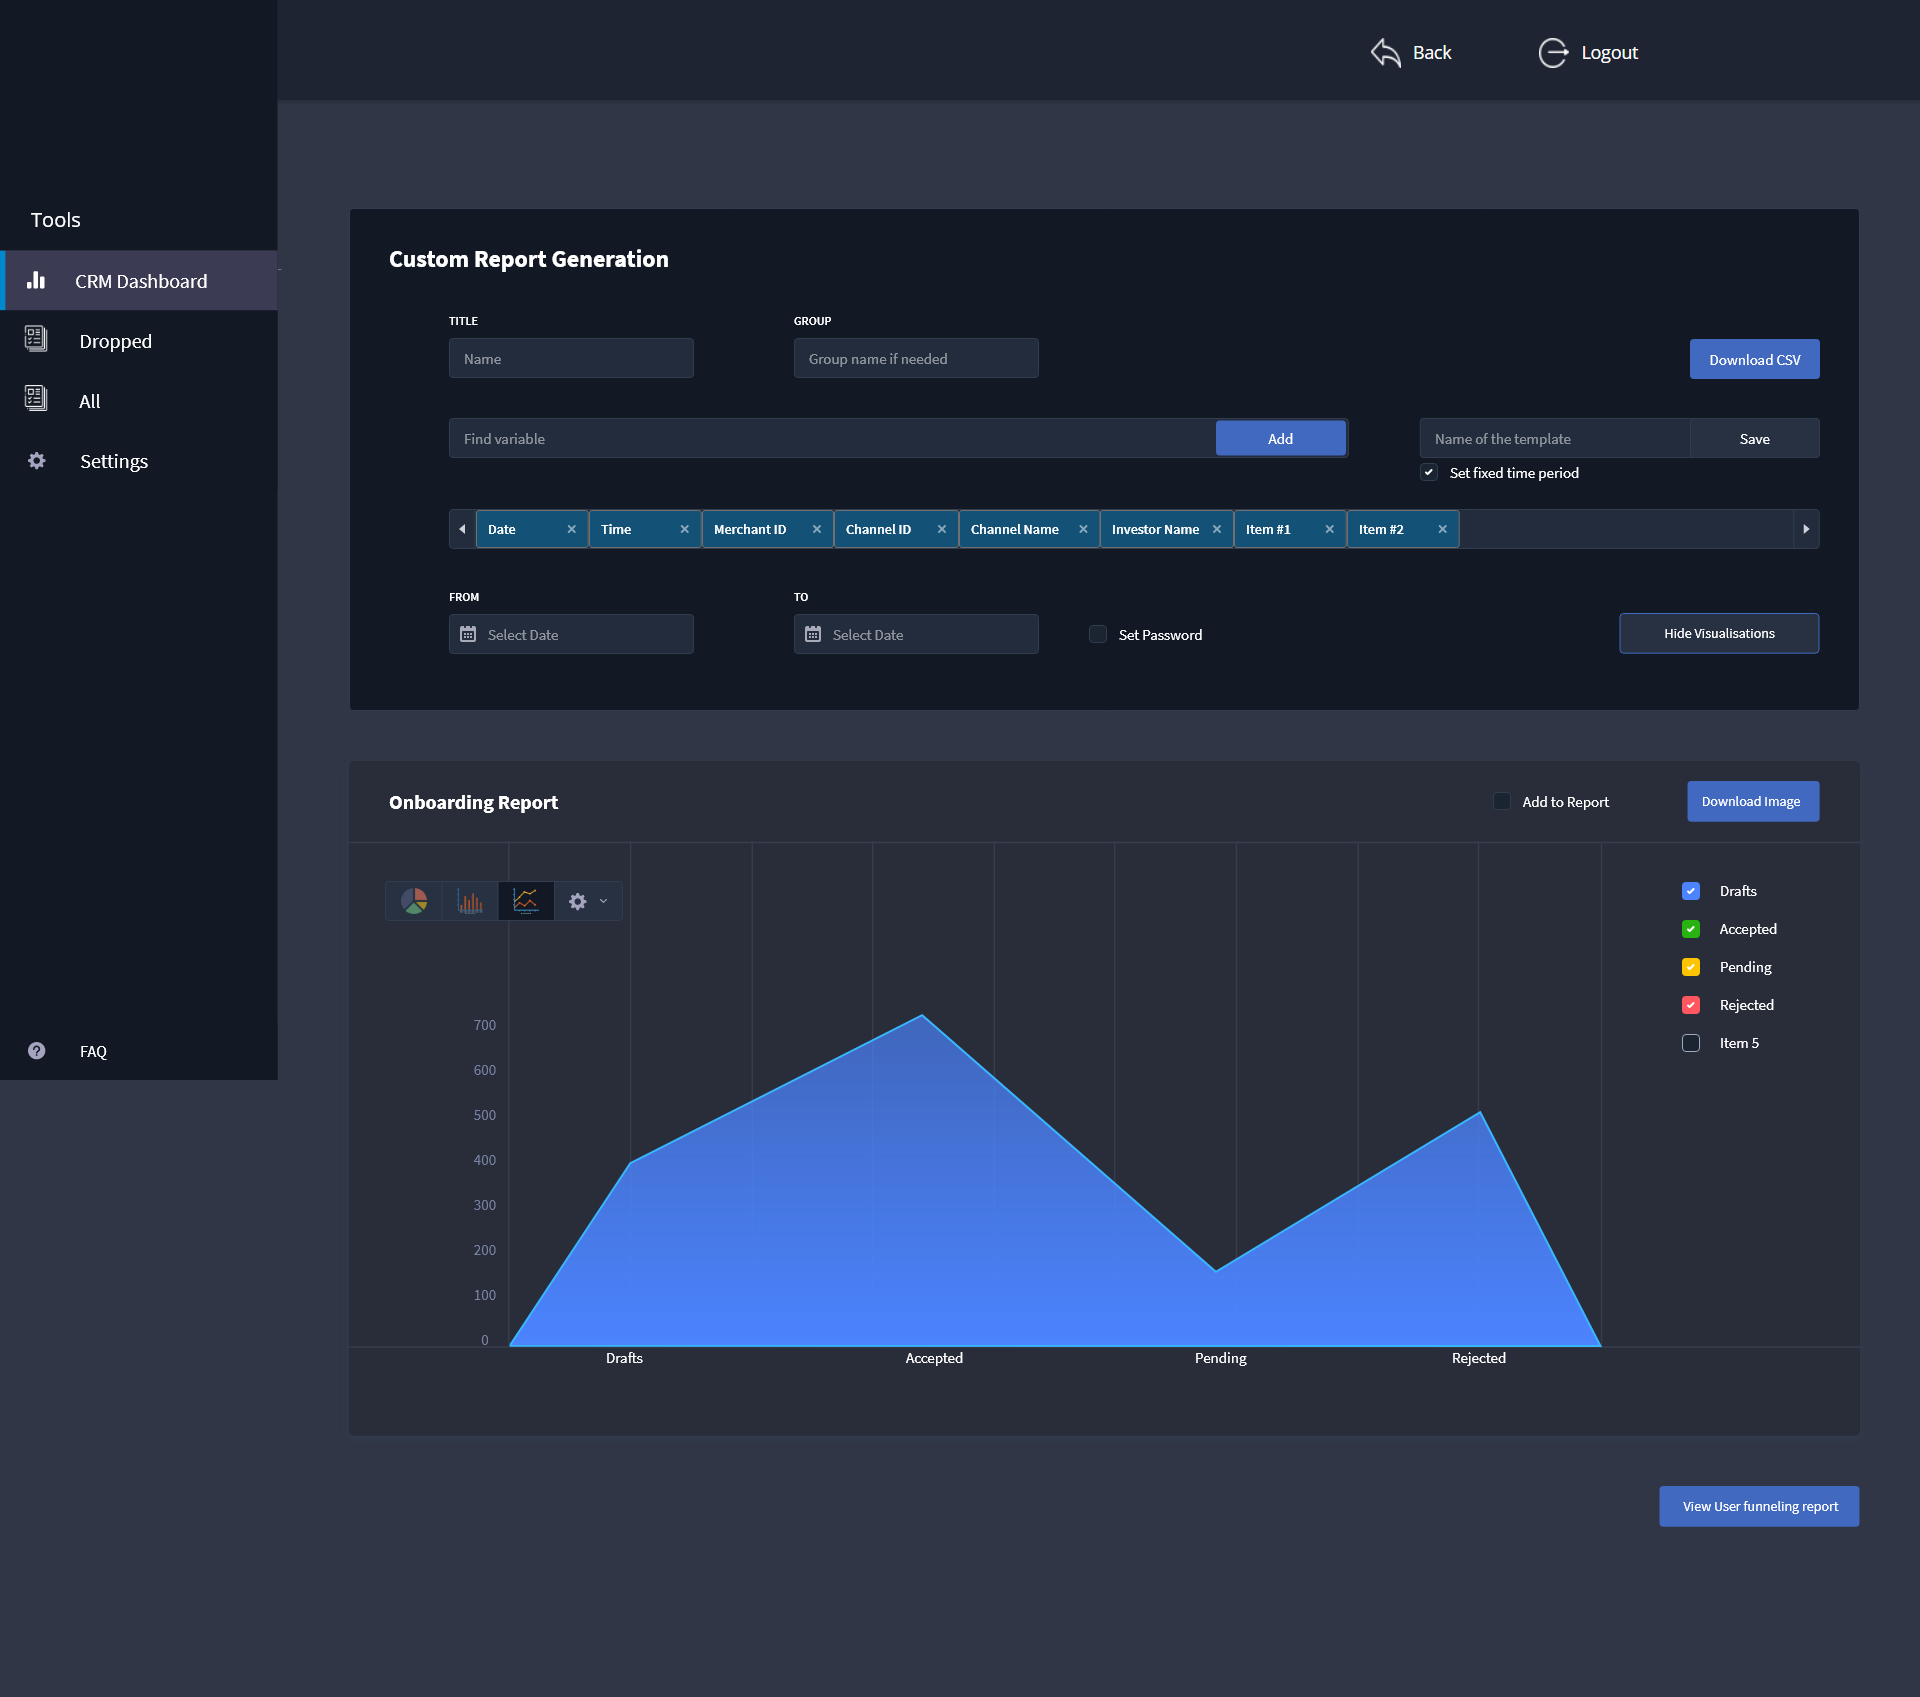 Back
Logout
Tools
CRM Dashboard
Dropped
All
Settings
FAQ
Custom Report Generation
TITLE
GROUP
Name
Group name if needed
Download CSV
Find variable
Add
Name of the template
Save
Set fixed time period
Date
Time
Merchant ID
Channel ID
Channel Name
Investor Name
Item #1
Item #2
FROM
TO
Select Date
Select Date
Set Password
Hide Visualisations
Onboarding Report
Add to Report
Download Image
Drafts
Accepted
Pending
Rejected
Item 5
700
600
500
400
300
200
100
0
Drafts
Accepted
Pending
Rejected
View User funneling report